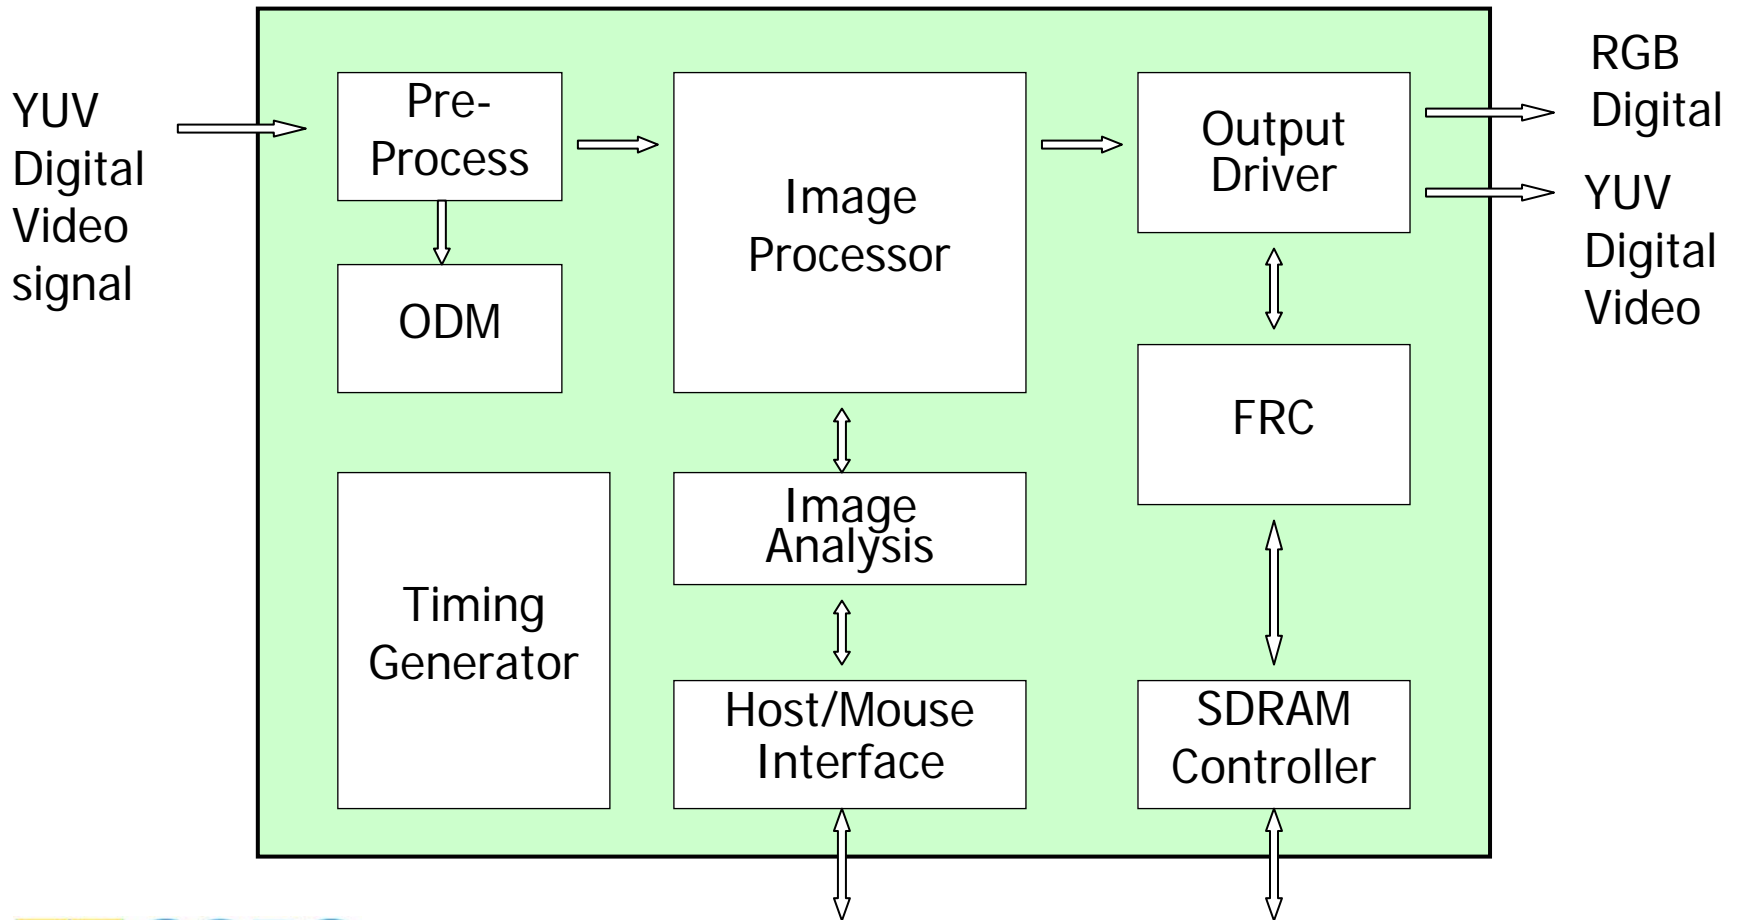 YUV
Digital
Video
signal
Pre-
Process
ODM
Timing
Generator
Image
Processor
Image
Analysis
Host/Mouse
Interface
Output
Driver
FRC
SDRAM
Controller
RGB
Digital
YUV
Digital
Video